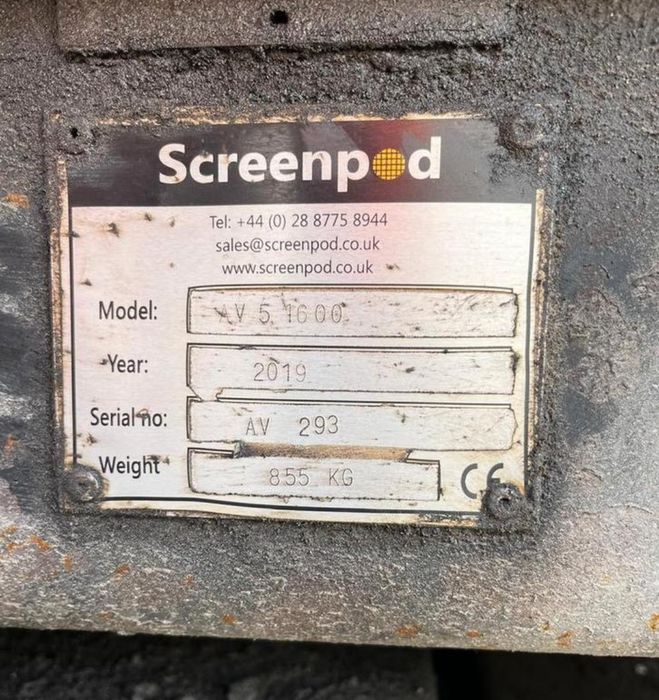 Screenpod
Tel: +44 (0) 28 8775 8944
sales@screenpod.co.uk
www.screenpod.co.uk
Model: AV 5 1600
Year: 2019
Serial no: AV 293
Weight 855 KG CE